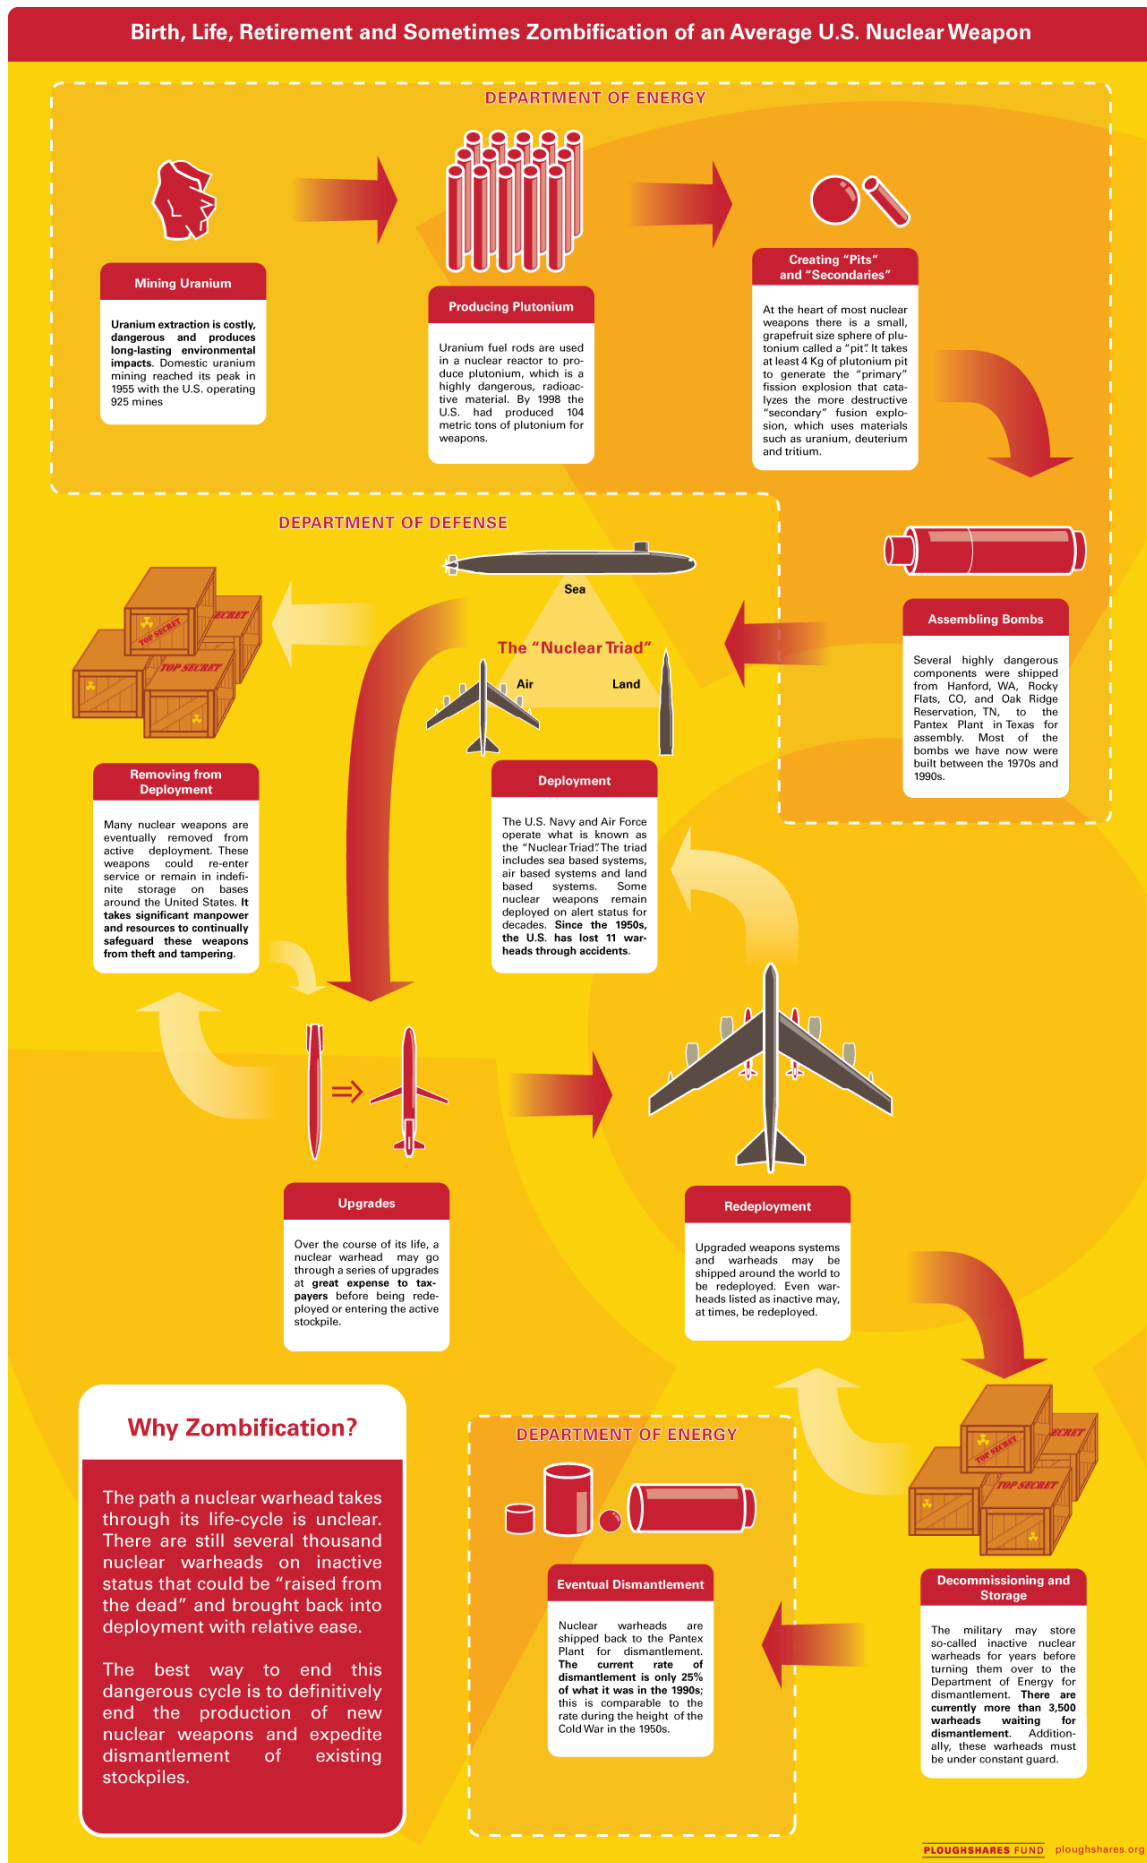 Birth, Life, Retirement and Sometimes Zombification of an Average U.S. Nuclear Weapon
DEPARTMENT OF ENERGY
Mining Uranium
Uranium extraction is costly,
dangerous and produces
long-lasting environmental
impacts. Domestic uranium
mining reached its peak in
1955 with the U.S. operating
925 mines
Producing Plutonium
Uranium fuel rods are used
in a nuclear reactor to pro-
duce plutonium, which is a
highly dangerous, radioac-
tive material. By 1998 the
U.S. had produced 104
metric tons of plutonium for
weapons.
Creating “Pits”
and “Secondaries”
At the heart of most nuclear
weapons there is a small,
grapefruit size sphere of plu-
tonium called a “pit”. It takes
at least 4 Kg of plutonium pit
to generate the “primary”
fission explosion that cata-
lyzes the more destructive
“secondary” fusion explo-
sion, which uses materials
such as uranium, deuterium
and tritium.
Assembling Bombs
Several highly dangerous
components were shipped
from Hanford, WA, Rocky
Flats, CO, and Oak Ridge
Reservation, TN, to the
Pantex Plant in Texas for
assembly. Most of the
bombs we have now were
built between the 1970s and
1990s.
DEPARTMENT OF DEFENSE
Sea
The “Nuclear Triad”
Air
Land
Deployment
The U.S. Navy and Air Force
operate what is known as
the “Nuclear Triad”. The triad
includes sea based systems,
air based systems and land
based systems. Some
nuclear weapons remain
deployed on alert status for
decades. Since the 1950s,
the U.S. has lost 11 war-
heads through accidents.
SECRET
TOP SECRET
TOP SECRET
Removing from
Deployment
Many nuclear weapons are
eventually removed from
active deployment. These
weapons could re-enter
service or remain in indefi-
nite storage on bases
around the United States. It
takes significant manpower
and resources to continually
safeguard these weapons
from theft and tampering.
Upgrades
Over the course of its life, a
nuclear warhead may go
through a series of upgrades
at great expense to tax-
payers before being rede-
ployed or entering the active
stockpile.
Redeployment
Upgraded weapons systems
and warheads may be
shipped around the world to
be redeployed. Even war-
heads listed as inactive may,
at times, be redeployed.
SECRET
TOP SECRET
TOP SECRET
Decommissioning and
Storage
The military may store
so-called inactive nuclear
warheads for years before
turning them over to the
Department of Energy for
dismantlement. There are
currently more than 3,500
warheads waiting for
dismantlement. Addition-
ally, these warheads must
be under constant guard.
DEPARTMENT OF ENERGY
Eventual Dismantlement
Nuclear warheads are
shipped back to the Pantex
Plant for dismantlement.
The current rate of
dismantlement is only 25%
of what it was in the 1990s;
this is comparable to the
rate during the height of the
Cold War in the 1950s.
Why Zombification?
The path a nuclear warhead takes
through its life-cycle is unclear.
There are still several thousand
nuclear warheads on inactive
status that could be “raised from
the dead” and brought back into
deployment with relative ease.
The best way to end this
dangerous cycle is to definitively
end the production of new
nuclear weapons and expedite
dismantlement of existing
stockpiles.
PLOUGHSHARES FUND ploughshares.org